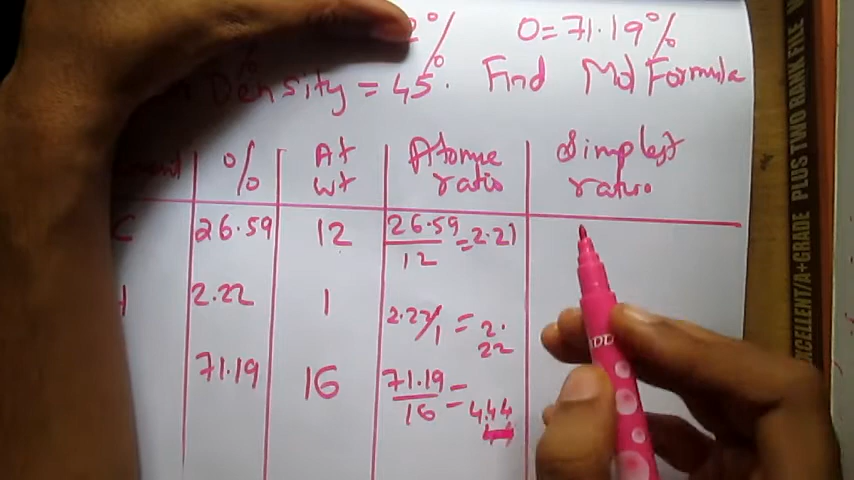 % O=71.19%
% Density = 45. Find Mol Formula
% At wt Atomic ratio Simplest ratio
C 26.59 12 26.59/12 =2.21
H 2.22 1 2.22/1 = 2.22
71.19 16 71.19/16 = 4.44
EXCELLENT/A+GRADE PLUS TWO RANK FILE